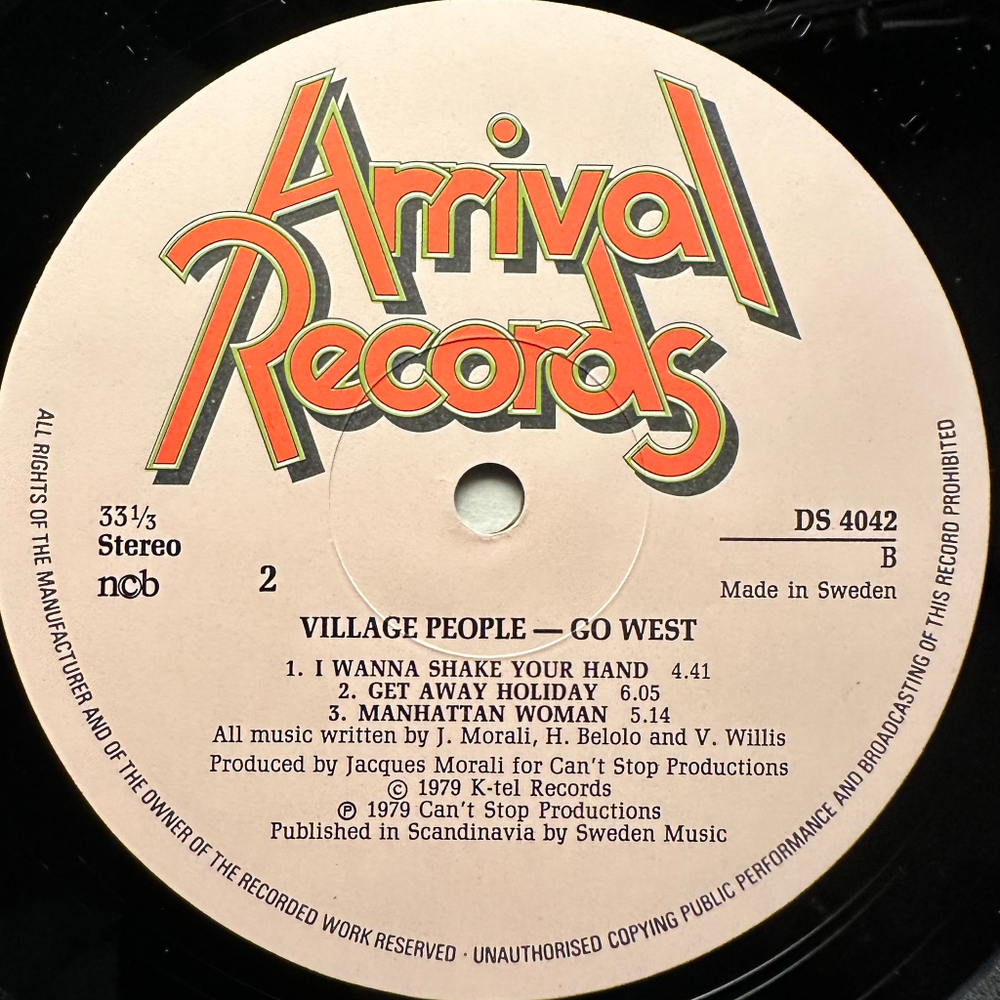 Arrival
Records
33 1/3
Stereo
ncb
2
DS 4042
B
Made in Sweden
VILLAGE PEOPLE — GO WEST
1. I WANNA SHAKE YOUR HAND 4.41
2. GET AWAY HOLIDAY 6.05
3. MANHATTAN WOMAN 5.14
All music written by J. Morali, H. Belolo and V. Willis
Produced by Jacques Morali for Can't Stop Productions
© 1979 K-tel Records
℗ 1979 Can't Stop Productions
Published in Scandinavia by Sweden Music
ALL RIGHTS OF THE MANUFACTURER AND OF THE OWNER OF THE RECORDED WORK RESERVED · UNAUTHORISED COPYING PUBLIC PERFORMANCE AND BROADCASTING OF THIS RECORD PROHIBITED